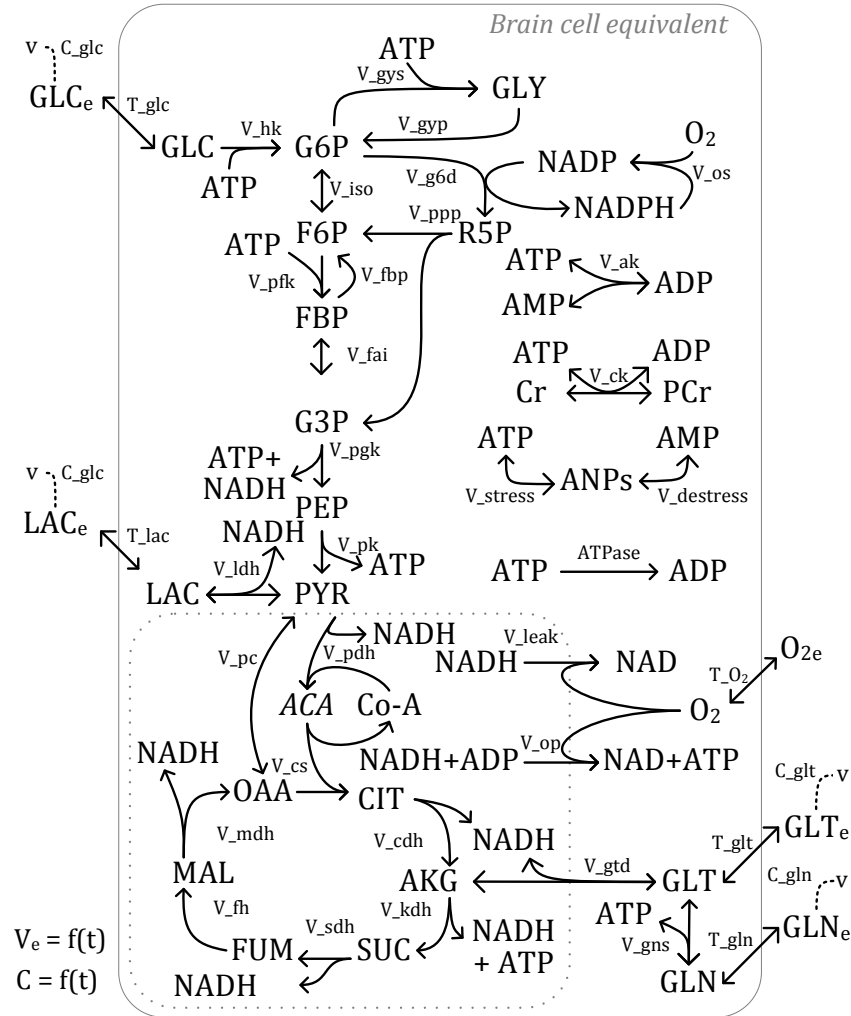 Brain cell equivalent
v C_glc
GLCₑ
T_glc
ATP
V_gys
GLY
V_gyp
GLC
V_hk
G6P
ATP
V_g6d
NADP
O₂
V_os
NADPH
V_iso
V_ppp
F6P
R5P
ATP
V_pfk
V_fbp
ATP
V_ak
ADP
AMP
FBP
V_fai
ATP
ADP
V_ck
Cr
PCr
G3P
V_pgk
ATP+
NADH
ATP
AMP
V_stress
ANPs
V_destress
v C_glc
LACₑ
T_lac
PEP
NADH
V_pk
ATP
V_ldh
LAC
PYR
ATP
ATPase
ADP
NADH
V_pdh
V_pc
V_leak
NADH
NAD
O₂ₑ
T_O₂
O₂
ACA
Co-A
NADH
V_cs
NADH+ADP
V_op
NAD+ATP
OAA
CIT
C_glt
v
GLTₑ
V_mdh
V_cdh
NADH
T_glt
MAL
AKG
V_gtd
GLT
C_gln
v
GLNₑ
V_kdh
V_fh
V_sdh
ATP
V_gns
T_gln
Vₑ = f(t)
FUM
SUC
NADH
+ ATP
C = f(t)
NADH
GLN